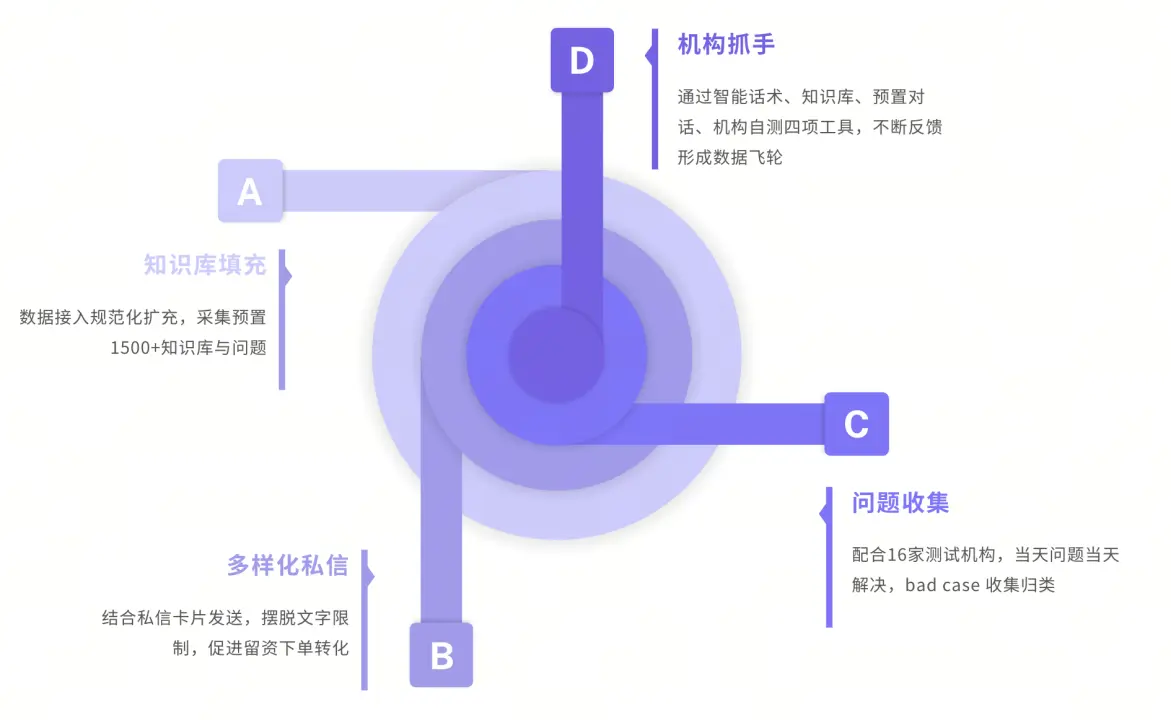 A
知识库填充
数据接入规范化扩充，采集预置
1500+知识库与问题
B
多样化私信
结合私信卡片发送，摆脱文字限
制，促进留资下单转化
C
问题收集
配合16家测试机构，当天问题当天
解决，bad case 收集归类
D
机构抓手
通过智能话术、知识库、预置对
话、机构自测四项工具，不断反馈
形成数据飞轮